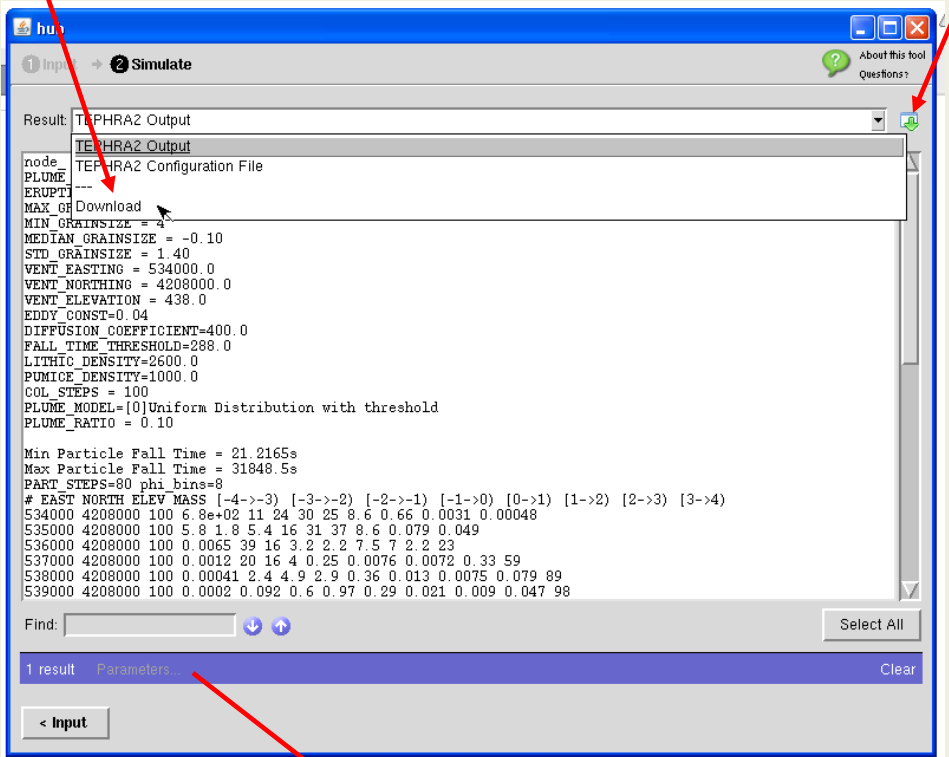 hub
1 Input → 2 Simulate
About this tool
Questions?
Result: TEPHRA2 Output
TEPHRA2 Output
TEPHRA2 Configuration File
---
Download
node_
PLUME_
ERUPTI
MAX_GR
MIN_GRAINSIZE = 4
MEDIAN_GRAINSIZE = -0.10
STD_GRAINSIZE = 1.40
VENT_EASTING = 534000.0
VENT_NORTHING = 4208000.0
VENT_ELEVATION = 438.0
EDDY_CONST=0.04
DIFFUSION_COEFFICIENT=400.0
FALL_TIME_THRESHOLD=288.0
LITHIC_DENSITY=2600.0
PUMICE_DENSITY=1000.0
COL_STEPS = 100
PLUME_MODEL=[0]Uniform Distribution with threshold
PLUME_RATIO = 0.10
Min Particle Fall Time = 21.2165s
Max Particle Fall Time = 31848.5s
PART_STEPS=80 phi_bins=8
# EAST NORTH ELEV MASS [-4->-3) [-3->-2) [-2->-1) [-1->0) [0->1) [1->2) [2->3) [3->4)
534000 4208000 100 6.8e+02 11 24 30 25 8.6 0.66 0.0031 0.00048
535000 4208000 100 5.8 1.8 5.4 16 31 37 8.6 0.079 0.049
536000 4208000 100 0.0065 39 16 3.2 2.2 7.5 7 2.2 23
537000 4208000 100 0.0012 20 16 4 0.25 0.0076 0.0072 0.33 59
538000 4208000 100 0.00041 2.4 4.9 2.9 0.36 0.013 0.0075 0.079 89
539000 4208000 100 0.0002 0.092 0.6 0.97 0.29 0.021 0.009 0.047 98
Find:
Select All
1 result Parameters...
Clear
< Input